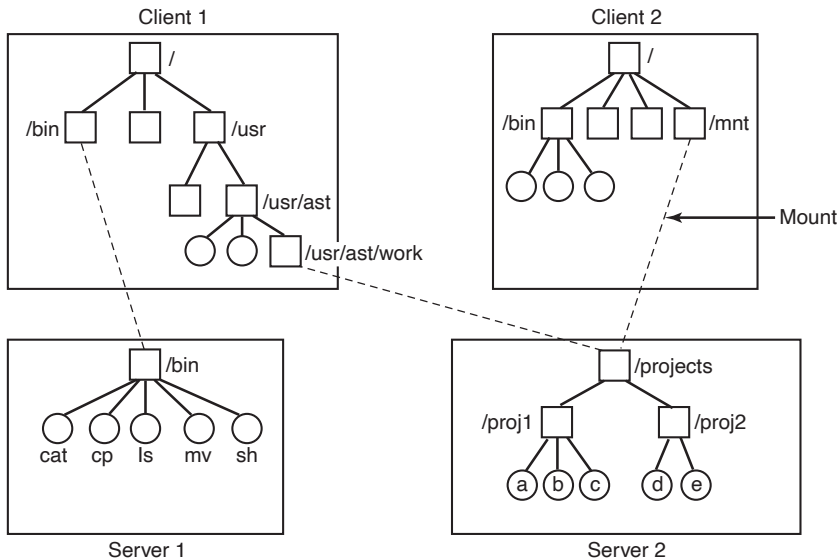 Client 1
Client 2
/
/
/bin
/usr
/bin
/mnt
/usr/ast
Mount
/usr/ast/work
/bin
/projects
/proj1
/proj2
cat
cp
ls
mv
sh
a
b
c
d
e
Server 1
Server 2